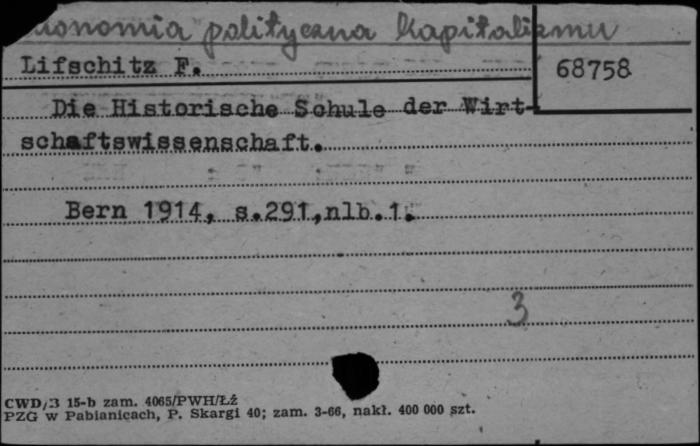 Ekonomia polityczna kapitalizmu
Lifschitz F.
68758
Die Historische Schule der Wirt-
schaftswissenschaft.
Bern 1914, s.291,nlb.1.
3
CWD/3 15-b zam. 4065/PWH/Łź
PZG w Pabianicach, P. Skargi 40; zam. 3-66, nakł. 400 000 szt.